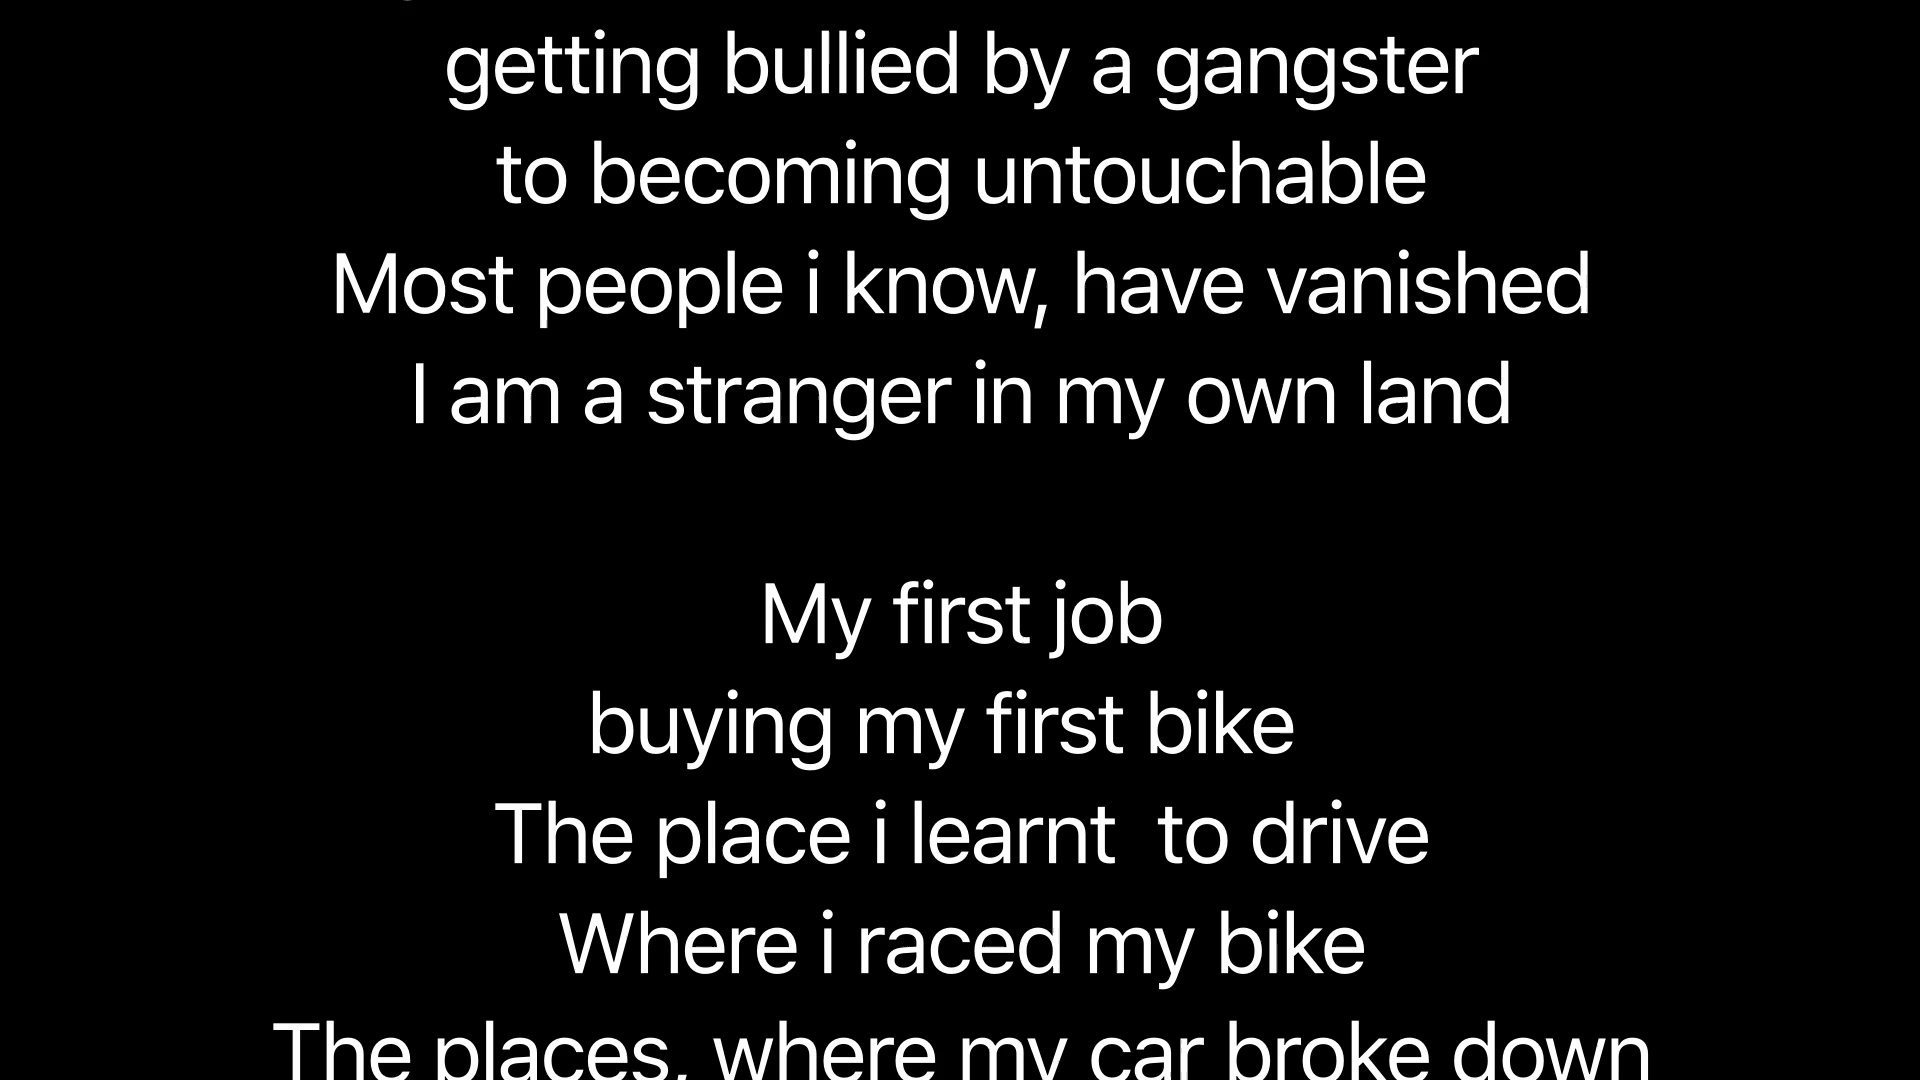 getting bullied by a gangster
to becoming untouchable
Most people i know, have vanished
I am a stranger in my own land
My first job
buying my first bike
The place i learnt  to drive
Where i raced my bike
The places, where my car broke down